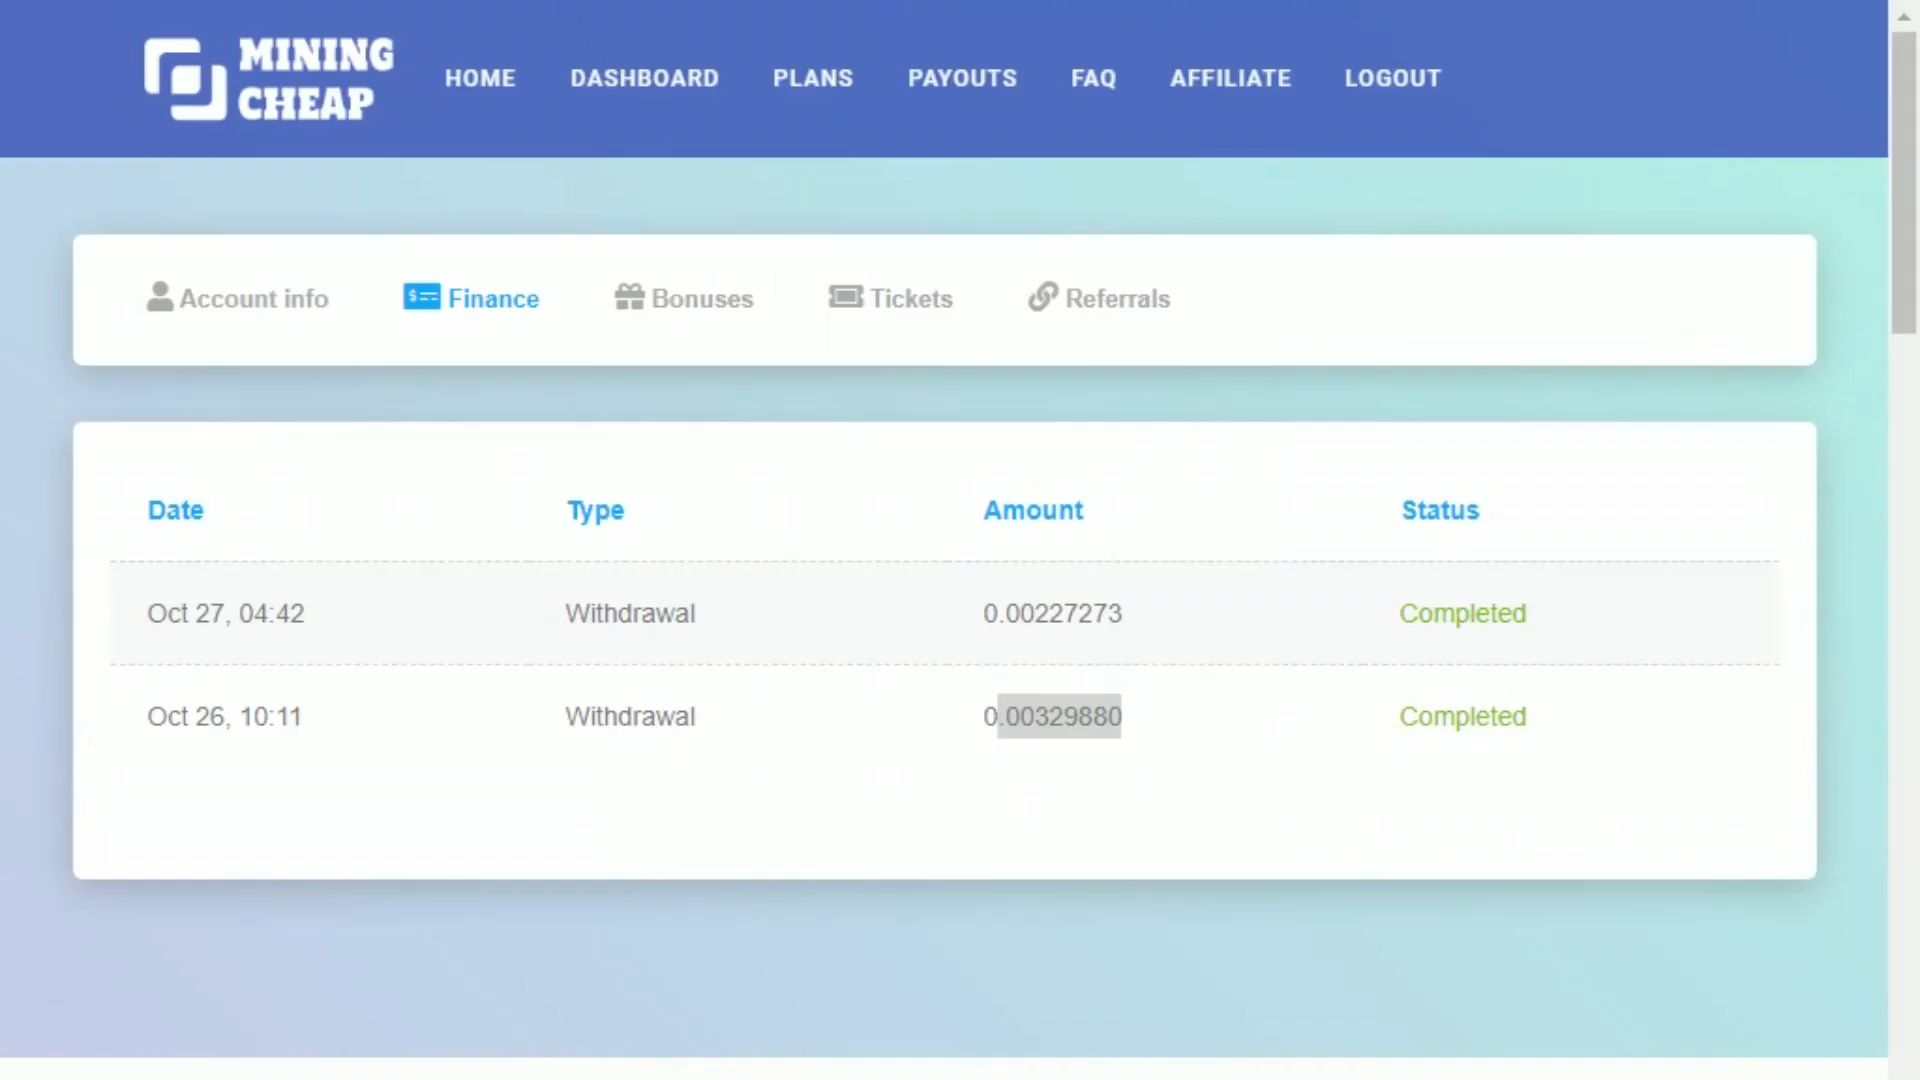 MINING
CHEAP
HOME DASHBOARD PLANS PAYOUTS FAQ AFFILIATE LOGOUT
Account info Finance Bonuses Tickets Referrals
Date Type Amount Status
Oct 27, 04:42 Withdrawal 0.00227273 Completed
Oct 26, 10:11 Withdrawal 0.00329880 Completed